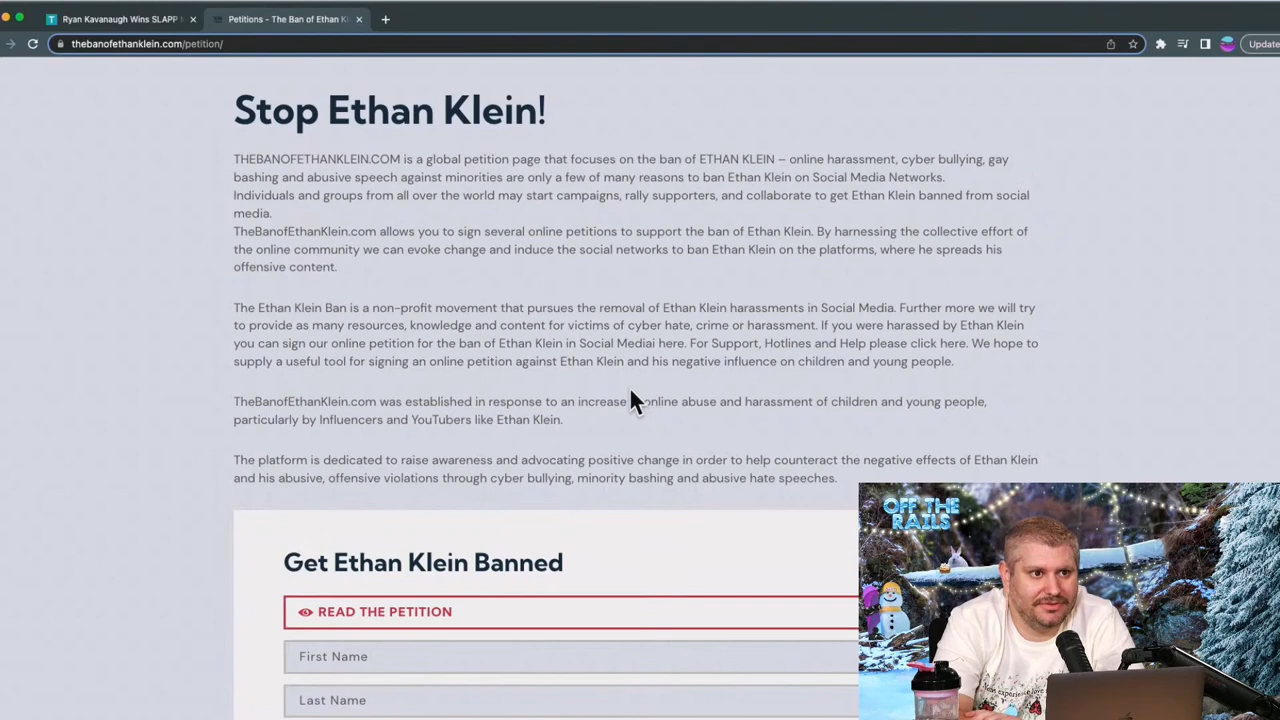 Ryan Kavanaugh Wins SLAPP
Petitions - The Ban of Ethan Kl
thebanofethanklein.com/petition/
Update
Stop Ethan Klein!
THEBANOFETHANKLEIN.COM is a global petition page that focuses on the ban of ETHAN KLEIN – online harassment, cyber bullying, gay
bashing and abusive speech against minorities are only a few of many reasons to ban Ethan Klein on Social Media Networks.
Individuals and groups from all over the world may start campaigns, rally supporters, and collaborate to get Ethan Klein banned from social
media.
TheBanofEthanKlein.com allows you to sign several online petitions to support the ban of Ethan Klein. By harnessing the collective effort of
the online community we can evoke change and induce the social networks to ban Ethan Klein on the platforms, where he spreads his
offensive content.
The Ethan Klein Ban is a non-profit movement that pursues the removal of Ethan Klein harassments in Social Media. Further more we will try
to provide as many resources, knowledge and content for victims of cyber hate, crime or harassment. If you were harassed by Ethan Klein
you can sign our online petition for the ban of Ethan Klein in Social Mediai here. For Support, Hotlines and Help please click here. We hope to
supply a useful tool for signing an online petition against Ethan Klein and his negative influence on children and young people.
TheBanofEthanKlein.com was established in response to an increase online abuse and harassment of children and young people,
particularly by Influencers and YouTubers like Ethan Klein.
The platform is dedicated to raise awareness and advocating positive change in order to help counteract the negative effects of Ethan Klein
and his abusive, offensive violations through cyber bullying, minority bashing and abusive hate speeches.
OFF THE
RAILS
Get Ethan Klein Banned
READ THE PETITION
First Name
Last Name